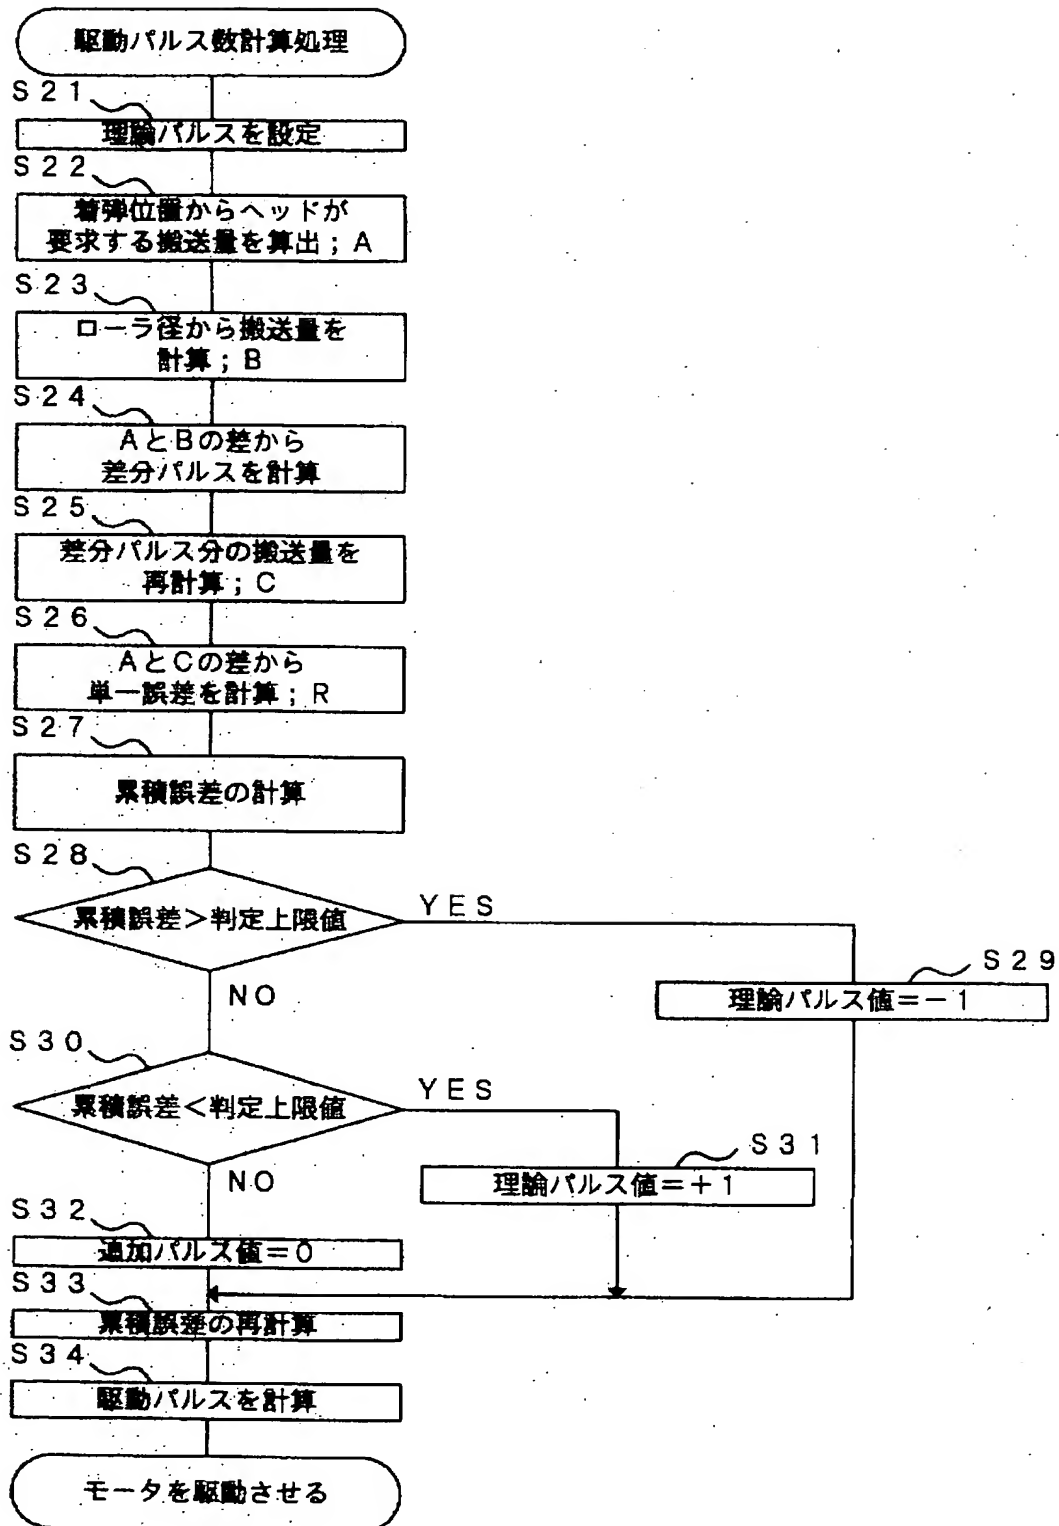 駆動パルス数計算処理
S21
理論パルスを設定
S22
着弾位置からヘッドが
要求する搬送量を算出;A
S23
ローラ径から搬送量を
計算;B
S24
AとBの差から
差分パルスを計算
S25
差分パルス分の搬送量を
再計算;C
S26
AとCの差から
単一誤差を計算;R
S27
累積誤差の計算
S28
累積誤差>判定上限値
YES
S29
理論パルス値=-1
NO
S30
累積誤差<判定上限値
YES
S31
理論パルス値=+1
NO
S32
追加パルス値=0
S33
累積誤差の再計算
S34
駆動パルスを計算
モータを駆動させる